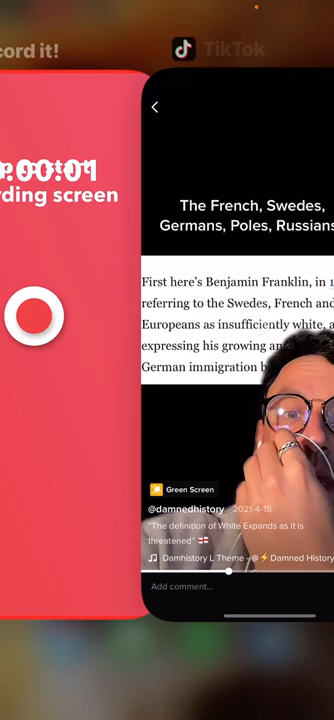 cord it!
TikTok
:00:01
rding screen
The French, Swedes,
Germans, Poles, Russians
First here's Benjamin Franklin, in 1
referring to the Swedes, French and
Europeans as insufficiently white, a
expressing his growing an
German immigration b
Green Screen
@damnedhistory · 2021-4-15
"The definition of White Expands as it is
threatened" 🏴󠁧󠁢󠁥󠁮󠁧󠁿
Damhistory L Theme - @⚡Damned History
Add comment...